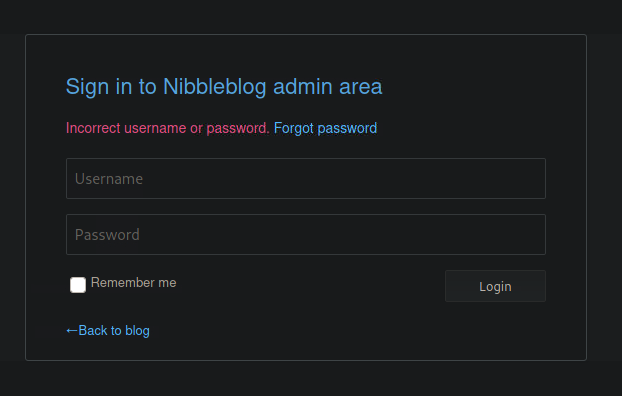 Sign in to Nibbleblog admin area
Incorrect username or password. Forgot password
Username
Password
Remember me
Login
←Back to blog